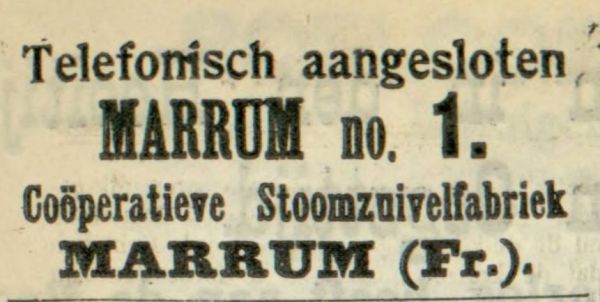 Telefonisch aangesloten
MARRUM no. 1.
Coöperatieve Stoomzuivelfabriek
MARRUM (Fr.).